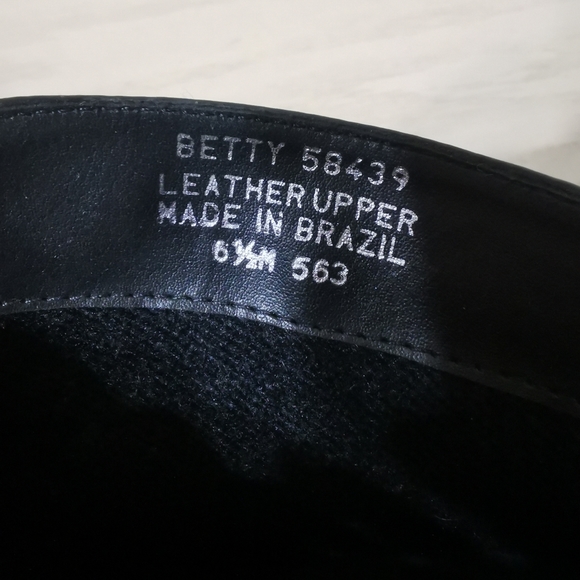 BETTY 58439
LEATHER UPPER
MADE IN BRAZIL
6½M 563